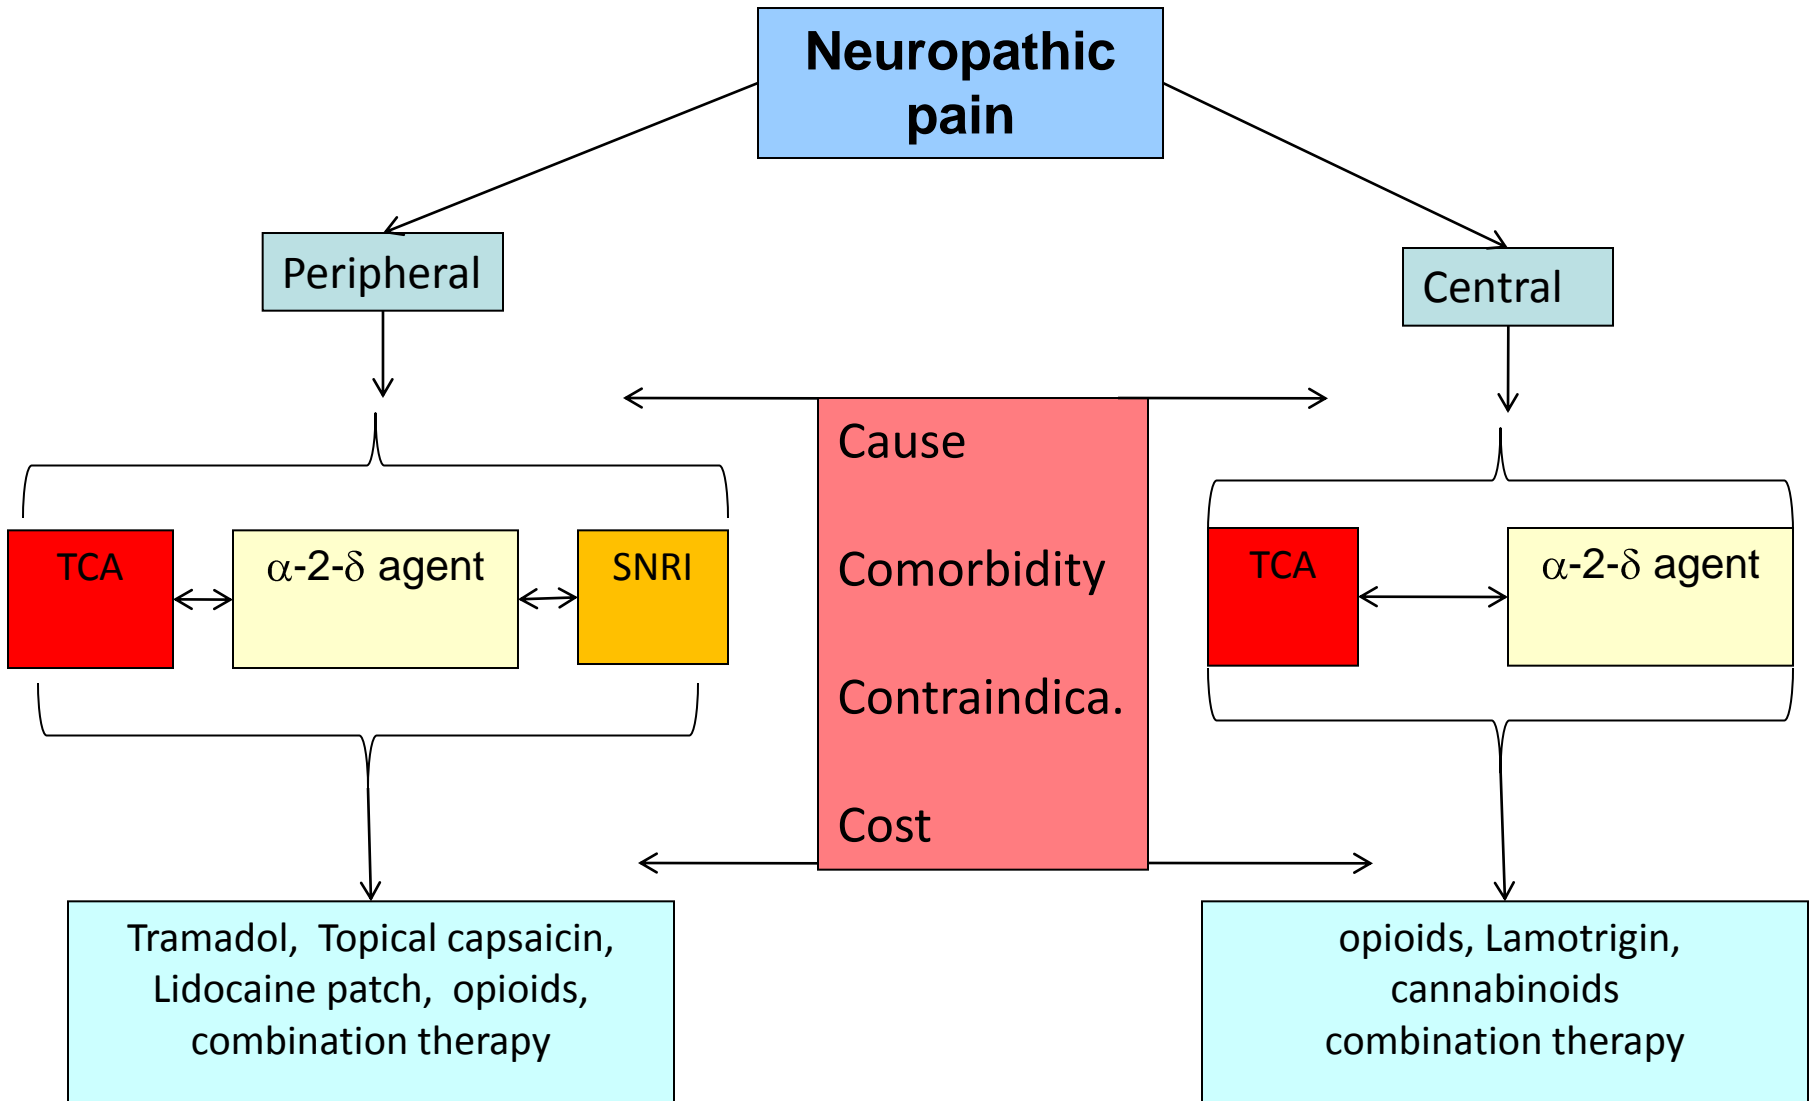 Neuropathic
pain
Peripheral
Central
TCA
α-2-δ agent
SNRI
Cause
Comorbidity
Contraindica.
Cost
TCA
α-2-δ agent
Tramadol, Topical capsaicin,
Lidocaine patch, opioids,
combination therapy
opioids, Lamotrigin,
cannabinoids
combination therapy